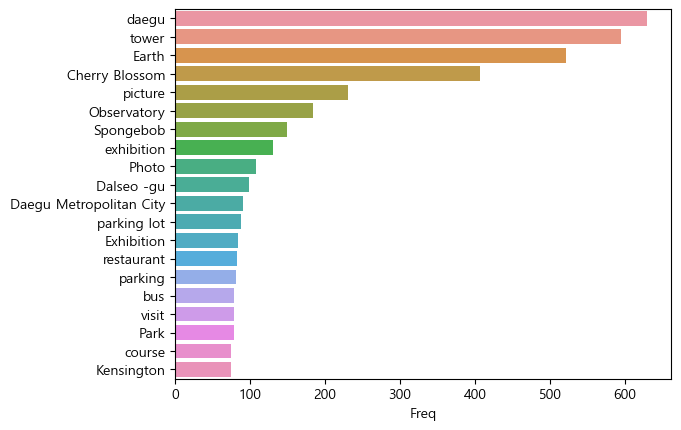 daegu
tower
Earth
Cherry Blossom
picture
Observatory
Spongebob
exhibition
Photo
Dalseo -gu
Daegu Metropolitan City
parking lot
Exhibition
restaurant
parking
bus
visit
Park
course
Kensington
0 100 200 300 400 500 600
Freq